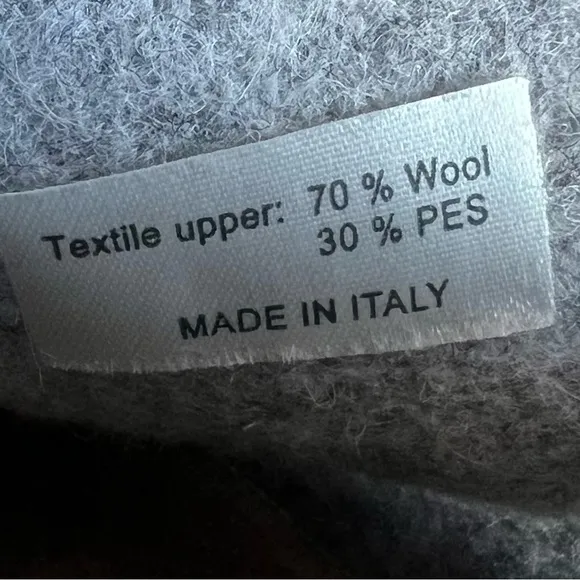 Textile upper: 70 % Wool
30 % PES
MADE IN ITALY